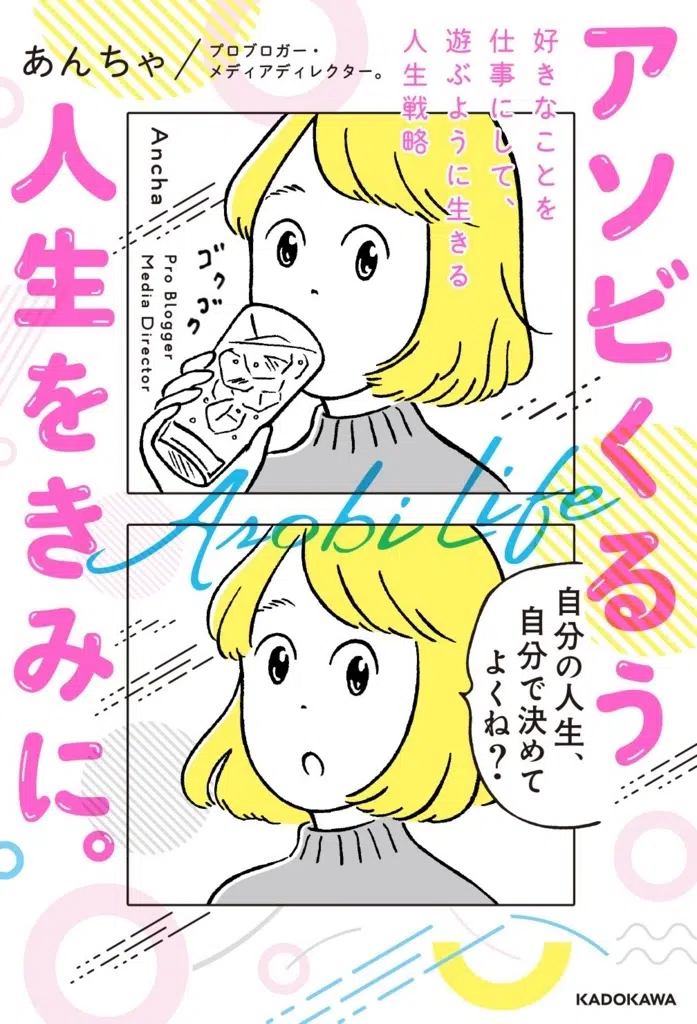 アソビくるう
人生をきみに。
好きなことを
仕事にして、
遊ぶように生きる
人生戦略
あんちゃ／プロブロガー・
メディアディレクター。
Ancha
Pro Blogger
Media Director
ゴク
ゴク
Asobi life
自分の人生、
自分で決めて
よくね?
KADOKAWA